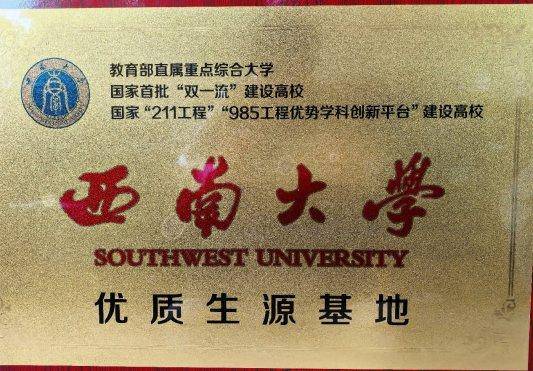 教育部直属重点综合大学
国家首批“双一流”建设高校
国家“211工程”“985工程优势学科创新平台”建设高校
西南大學
SOUTHWEST UNIVERSITY
优质生源基地